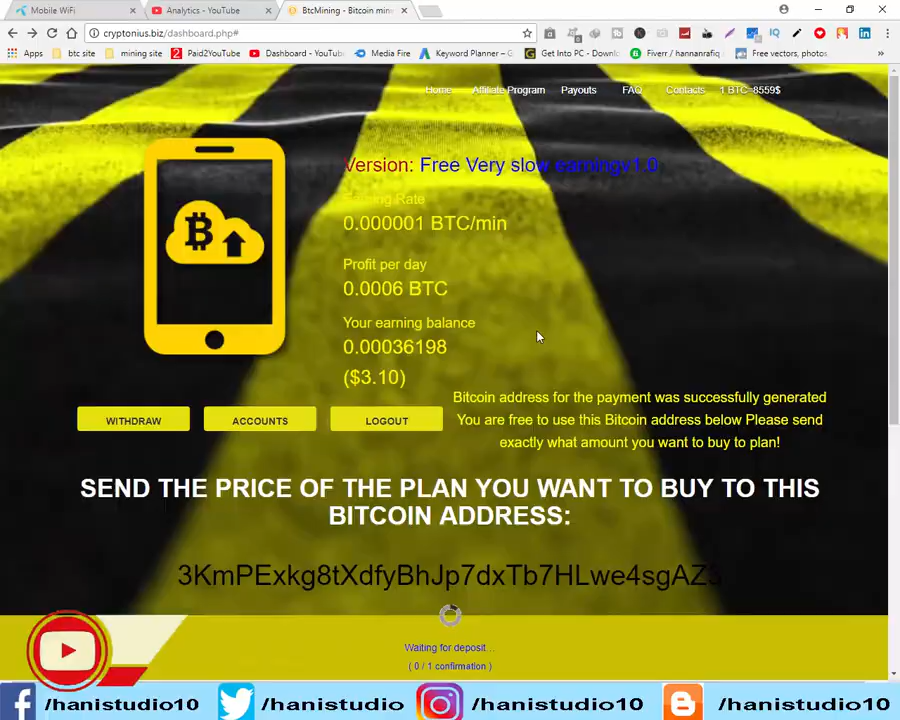 Mobile WiFi
Analytics - YouTube
BtcMining - Bitcoin mine
cryptonius.biz/dashboard.php#
Apps
btc site
mining site
Paid2YouTube
Dashboard - YouTu
Media Fire
Keyword Planner – G
Get Into PC - Downl
Fiverr / hannanrafiq
Free vectors, photos
»
Home
Affiliate Program
Payouts
FAQ
Contacts
1 BTC=8559$
Version: Free Very slow earningv1.0
Earning Rate
0.000001 BTC/min
Profit per day
0.0006 BTC
Your earning balance
0.00036198
($3.10)
WITHDRAW
ACCOUNTS
LOGOUT
Bitcoin address for the payment was successfully generated
You are free to use this Bitcoin address below Please send
exactly what amount you want to buy to plan!
SEND THE PRICE OF THE PLAN YOU WANT TO BUY TO THIS
BITCOIN ADDRESS:
3KmPExkg8tXdfyBhJp7dxTb7HLwe4sgAZ5
Waiting for deposit...
( 0 / 1 confirmation )
/hanistudio10
/hanistudio
/hanistudio10
/hanistudio10